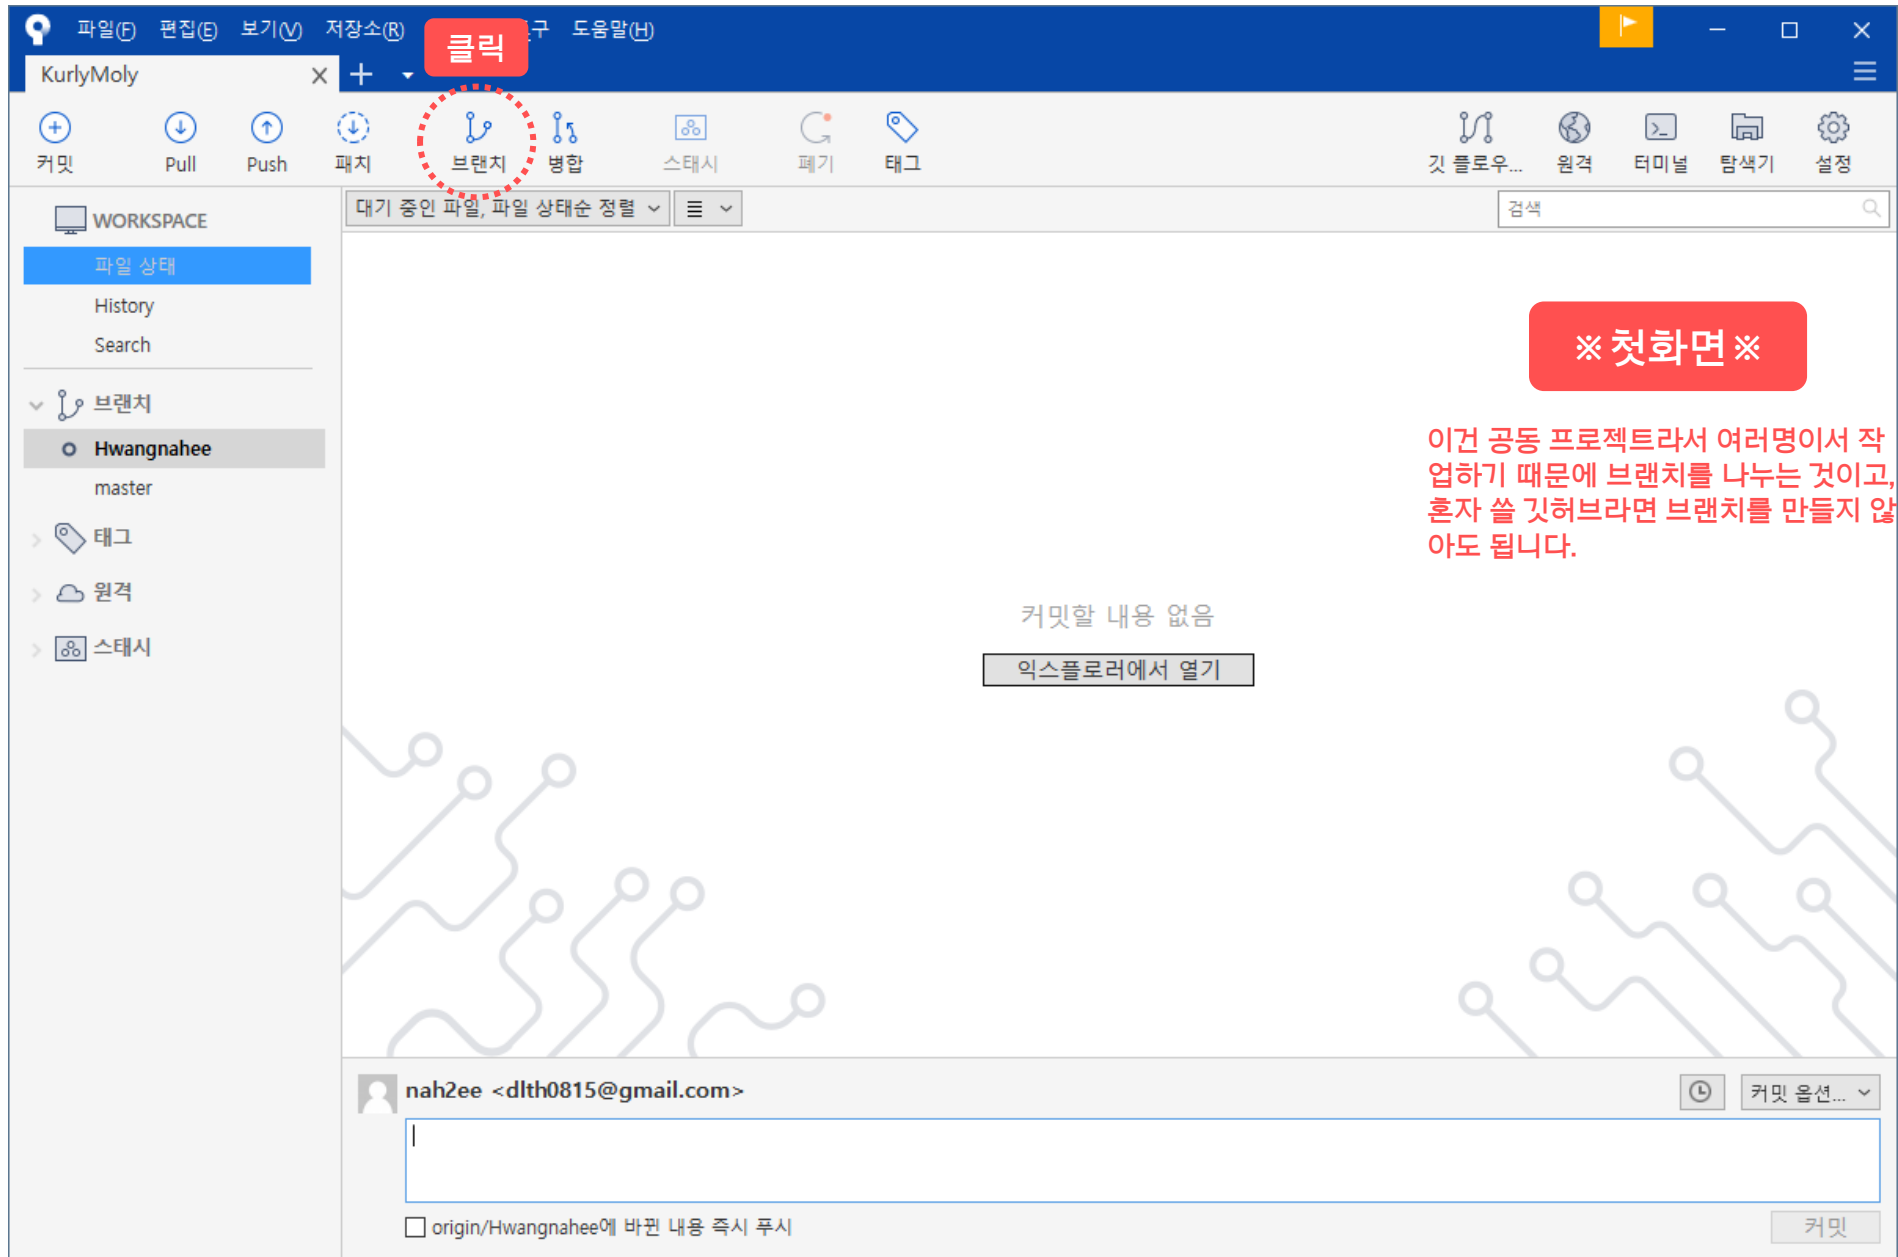 파일(F) 편집(E) 보기(V) 저장소(R) 구 도움말(H)
클릭
KurlyMoly
커밋 Pull Push 패치 브랜치 병합 스태시 폐기 태그 깃 플로우... 원격 터미널 탐색기 설정
WORKSPACE
대기 중인 파일, 파일 상태순 정렬
검색
파일 상태
History
Search
※첫화면※
브랜치
Hwangnahee
master
이건 공동 프로젝트라서 여러명이서 작
업하기 때문에 브랜치를 나누는 것이고,
혼자 쓸 깃허브라면 브랜치를 만들지 않
아도 됩니다.
태그
원격
스태시
커밋할 내용 없음
익스플로러에서 열기
nah2ee <dlth0815@gmail.com>
커밋 옵션...
origin/Hwangnahee에 바뀐 내용 즉시 푸시
커밋